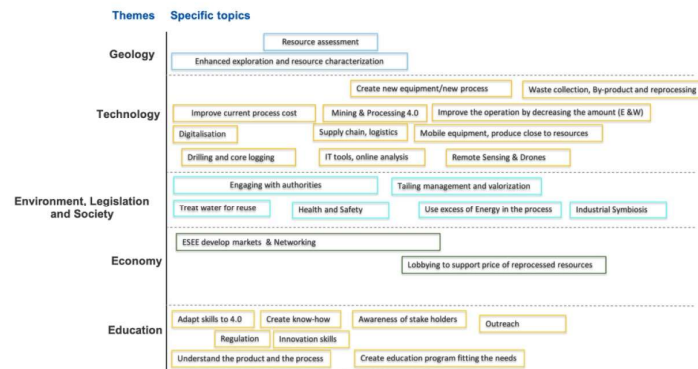 Themes Specific topics
Geology
Resource assessment
Enhanced exploration and resource characterization
Technology
Create new equipment/new process
Waste collection, By-product and reprocessing
Improve current process cost
Mining & Processing 4.0
Improve the operation by decreasing the amount (E &W)
Digitalisation
Supply chain, logistics
Mobile equipment, produce close to resources
Drilling and core logging
IT tools, online analysis
Remote Sensing & Drones
Environment, Legislation
and Society
Engaging with authorities
Tailing management and valorization
Treat water for reuse
Health and Safety
Use excess of Energy in the process
Industrial Symbiosis
Economy
ESEE develop markets & Networking
Lobbying to support price of reprocessed resources
Education
Adapt skills to 4.0
Create know-how
Awareness of stake holders
Outreach
Regulation
Innovation skills
Understand the product and the process
Create education program fitting the needs